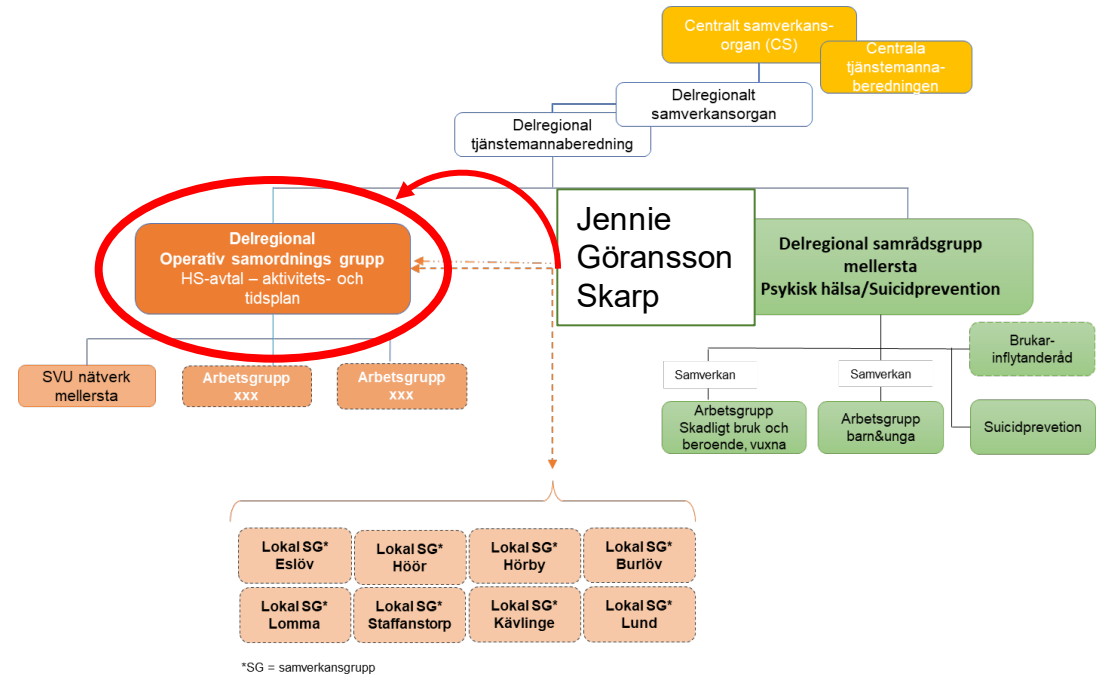 Centralt samverkans-
organ (CS)
Centrala
tjänstemanna-
beredningen
Delregionalt
samverkansorgan
Delregional
tjänstemannaberedning
Jennie
Göransson
Skarp
Delregional
Operativ samordnings grupp
HS-avtal – aktivitets- och
tidsplan
Delregional samrådsgrupp
mellersta
Psykisk hälsa/Suicidprevention
SVU nätverk
mellersta
Arbetsgrupp
xxx
Arbetsgrupp
xxx
Brukar-
inflytanderåd
Samverkan
Samverkan
Arbetsgrupp
Skadligt bruk och
beroende, vuxna
Arbetsgrupp
barn&unga
Suicidprevetion
Lokal SG*
Eslöv
Lokal SG*
Höör
Lokal SG*
Hörby
Lokal SG*
Burlöv
Lokal SG*
Lomma
Lokal SG*
Staffanstorp
Lokal SG*
Kävlinge
Lokal SG*
Lund
*SG = samverkansgrupp